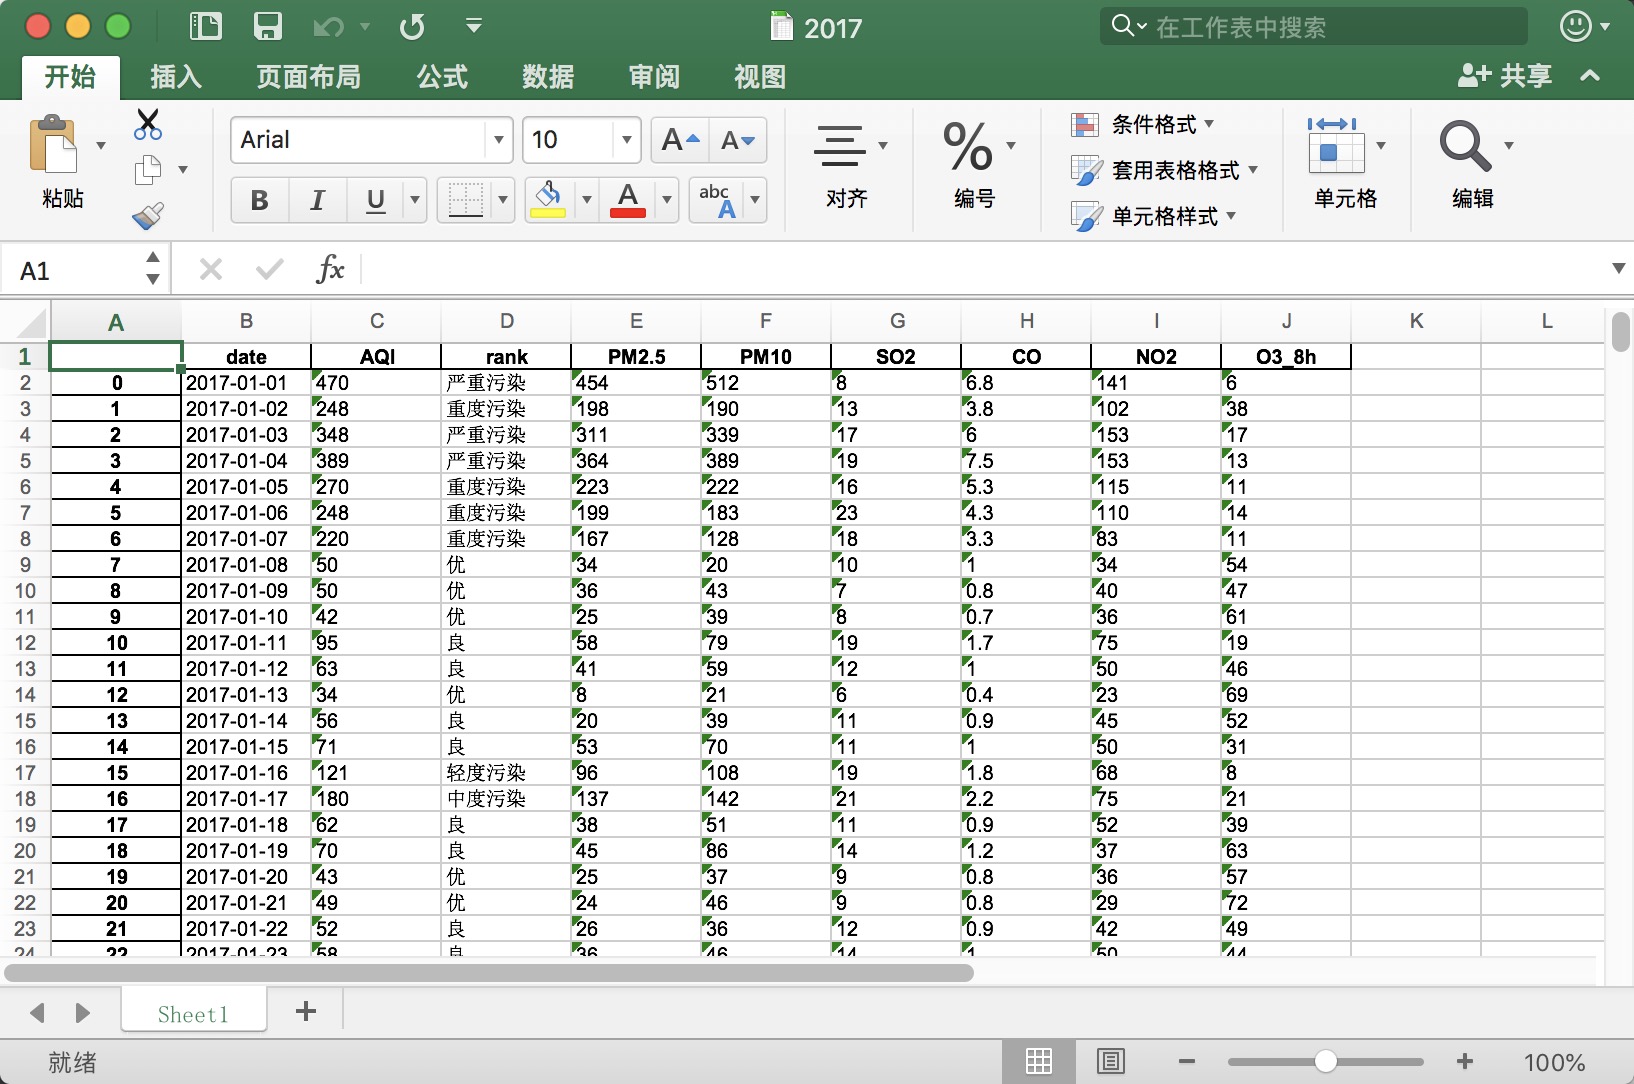 2017
在工作表中搜索
开始 插入 页面布局 公式 数据 审阅 视图 共享
粘贴
Arial 10 A A
B I U A abc A
对齐
% 编号
条件格式
套用表格格式
单元格样式
单元格
编辑
A1 fx
A B C D E F G H I J K L
1 date AQI rank PM2.5 PM10 SO2 CO NO2 O3_8h
2 0 2017-01-01 470 严重污染 454 512 8 6.8 141 6
3 1 2017-01-02 248 重度污染 198 190 13 3.8 102 38
4 2 2017-01-03 348 严重污染 311 339 17 6 153 17
5 3 2017-01-04 389 严重污染 364 389 19 7.5 153 13
6 4 2017-01-05 270 重度污染 223 222 16 5.3 115 11
7 5 2017-01-06 248 重度污染 199 183 23 4.3 110 14
8 6 2017-01-07 220 重度污染 167 128 18 3.3 83 11
9 7 2017-01-08 50 优 34 20 10 1 34 54
10 8 2017-01-09 50 优 36 43 7 0.8 40 47
11 9 2017-01-10 42 优 25 39 8 0.7 36 61
12 10 2017-01-11 95 良 58 79 19 1.7 75 19
13 11 2017-01-12 63 良 41 59 12 1 50 46
14 12 2017-01-13 34 优 8 21 6 0.4 23 69
15 13 2017-01-14 56 良 20 39 11 0.9 45 52
16 14 2017-01-15 71 良 53 70 11 1 50 31
17 15 2017-01-16 121 轻度污染 96 108 19 1.8 68 8
18 16 2017-01-17 180 中度污染 137 142 21 2.2 75 21
19 17 2017-01-18 62 良 38 51 11 0.9 52 39
20 18 2017-01-19 70 良 45 86 14 1.2 37 63
21 19 2017-01-20 43 优 25 37 9 0.8 36 57
22 20 2017-01-21 49 优 24 46 9 0.8 29 72
23 21 2017-01-22 52 良 26 36 12 0.9 42 49
24 22 2017-01-23 58 良 36 46 14 1 50 44
Sheet1
就绪 100%